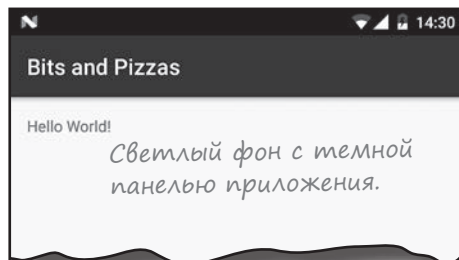 14:30
Bits and Pizzas
Hello World!
Светлый фон с темной
панелью приложения.